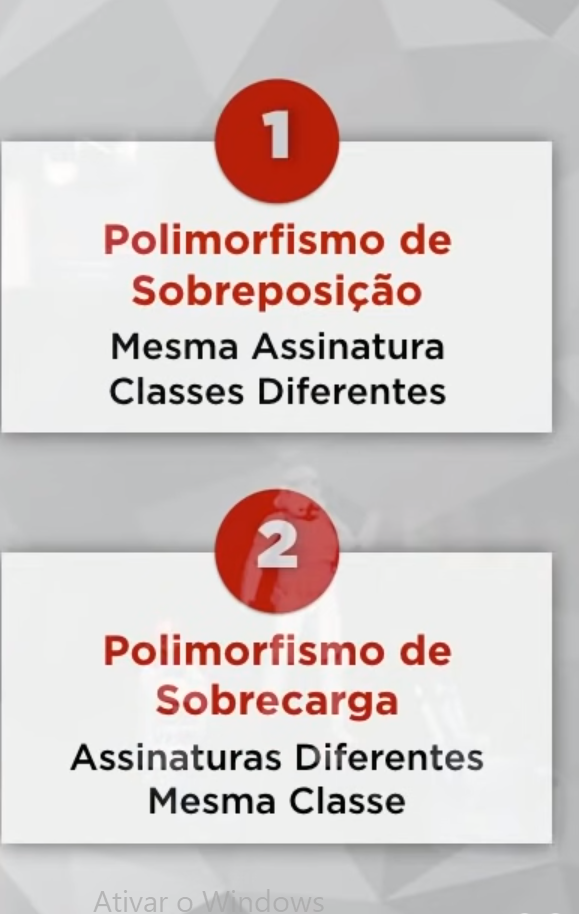 1
Polimorfismo de
Sobreposição
Mesma Assinatura
Classes Diferentes
2
Polimorfismo de
Sobrecarga
Assinaturas Diferentes
Mesma Classe
Ativar o Windows